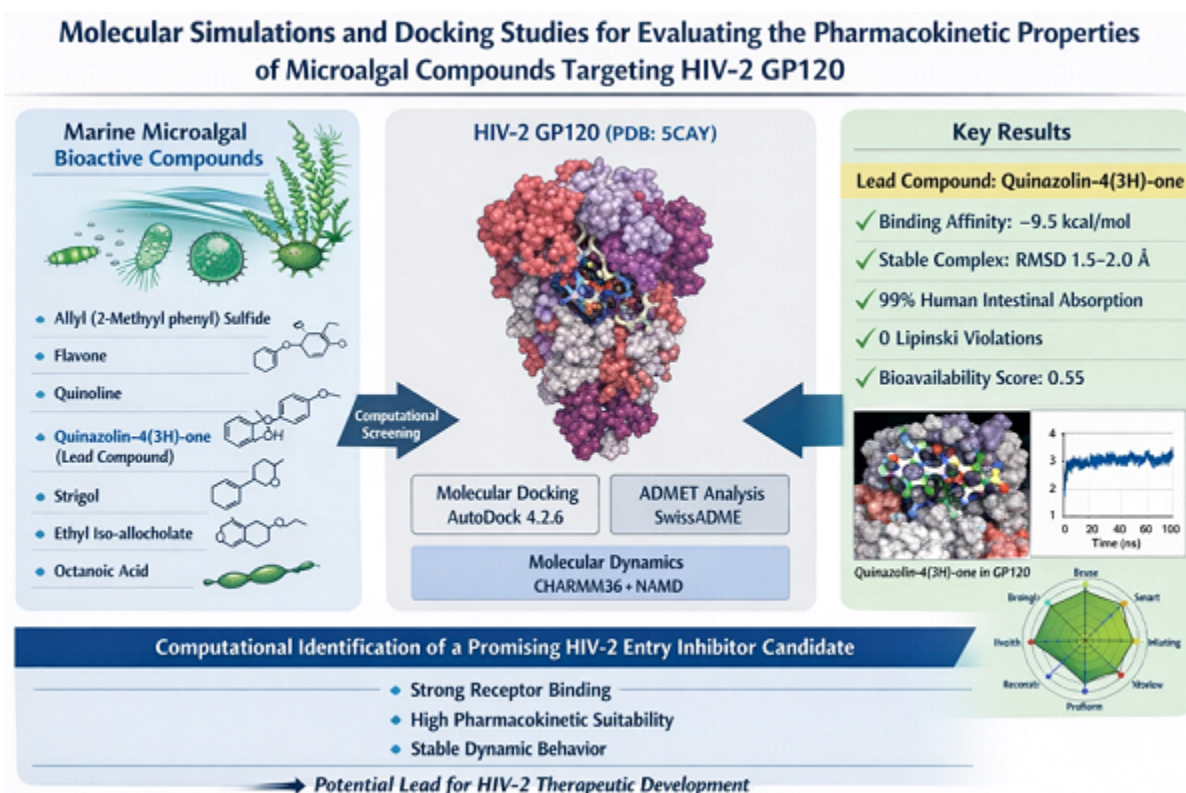 Molecular Simulations and Docking Studies for Evaluating the Pharmacokinetic Properties
of Microalgal Compounds Targeting HIV-2 GP120
Marine Microalgal
Bioactive Compounds
Allyl (2-Methyyl phenyl) Sulfide
Flavone
Quinoline
Quinazolin-4(3H)-one
(Lead Compound)
Strigol
Ethyl Iso-allocholate
Octanoic Acid
OH
Computational
Screening
HIV-2 GP120 (PDB: 5CAY)
Molecular Docking
AutoDock 4.2.6
ADMET Analysis
SwissADME
Molecular Dynamics
CHARMM36 + NAMD
Key Results
Lead Compound: Quinazolin-4(3H)-one
Binding Affinity: −9.5 kcal/mol
Stable Complex: RMSD 1.5–2.0 Å
99% Human Intestinal Absorption
0 Lipinski Violations
Bioavailability Score: 0.55
4
3
2
1
0 20 40 60 100
Time (ns)
Quinazolin-4(3H)-one in GP120
Smart
Computational Identification of a Promising HIV-2 Entry Inhibitor Candidate
Strong Receptor Binding
High Pharmacokinetic Suitability
Stable Dynamic Behavior
Potential Lead for HIV-2 Therapeutic Development